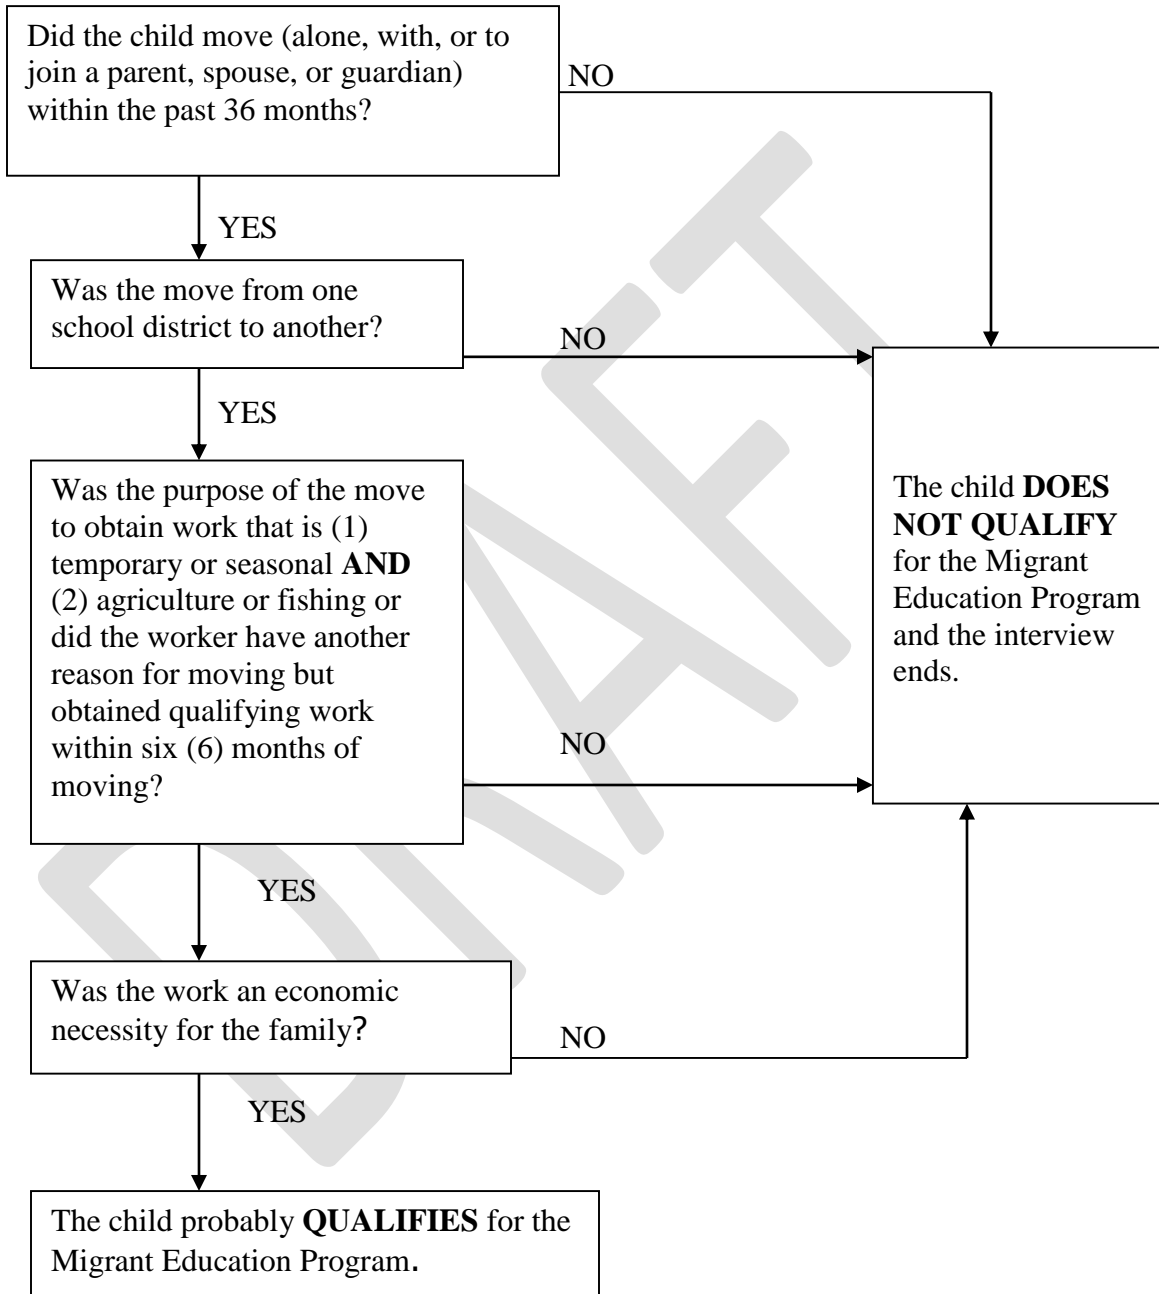 Did the child move (alone, with, or to
join a parent, spouse, or guardian)
within the past 36 months?
NO
YES
Was the move from one
school district to another?
NO
YES
Was the purpose of the move
to obtain work that is (1)
temporary or seasonal AND
(2) agriculture or fishing or
did the worker have another
reason for moving but
obtained qualifying work
within six (6) months of
moving?
NO
The child DOES
NOT QUALIFY
for the Migrant
Education Program
and the interview
ends.
YES
Was the work an economic
necessity for the family?
NO
YES
The child probably QUALIFIES for the
Migrant Education Program.
DRAFT